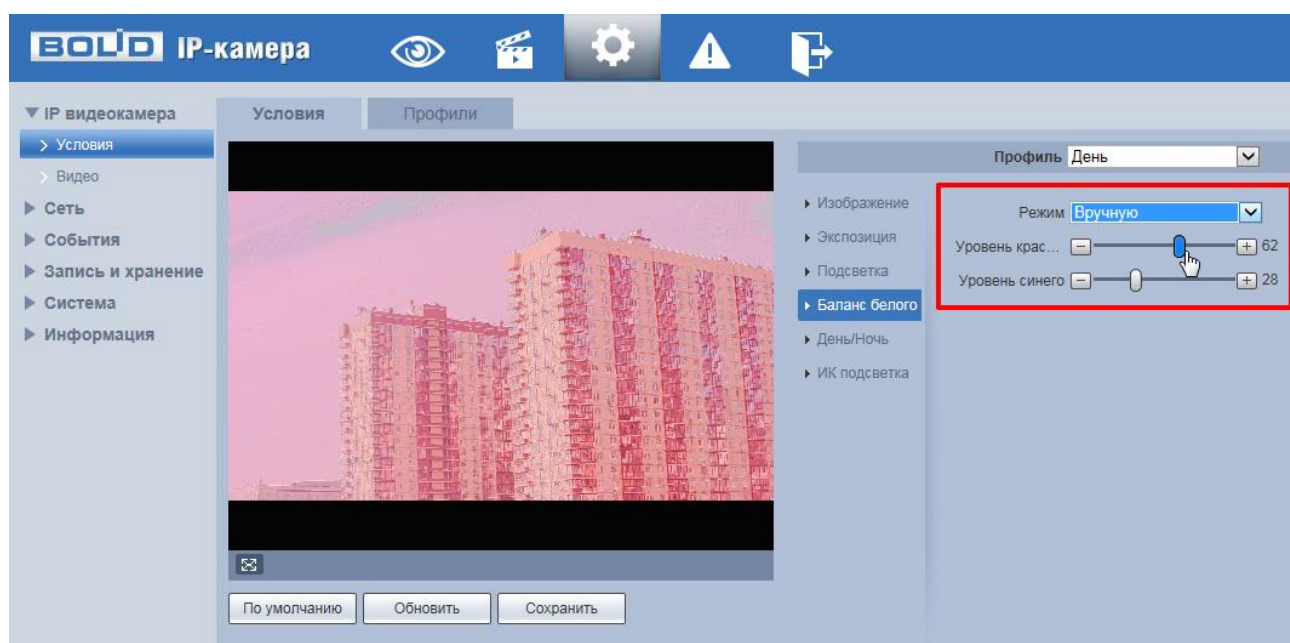 BOLID IP-камера
IP видеокамера
Условия
Видео
Сеть
События
Запись и хранение
Система
Информация
Условия Профили
Профиль День
Изображение
Экспозиция
Подсветка
Баланс белого
День/Ночь
ИК подсветка
Режим Вручную
Уровень крас... 62
Уровень синего 28
По умолчанию Обновить Сохранить